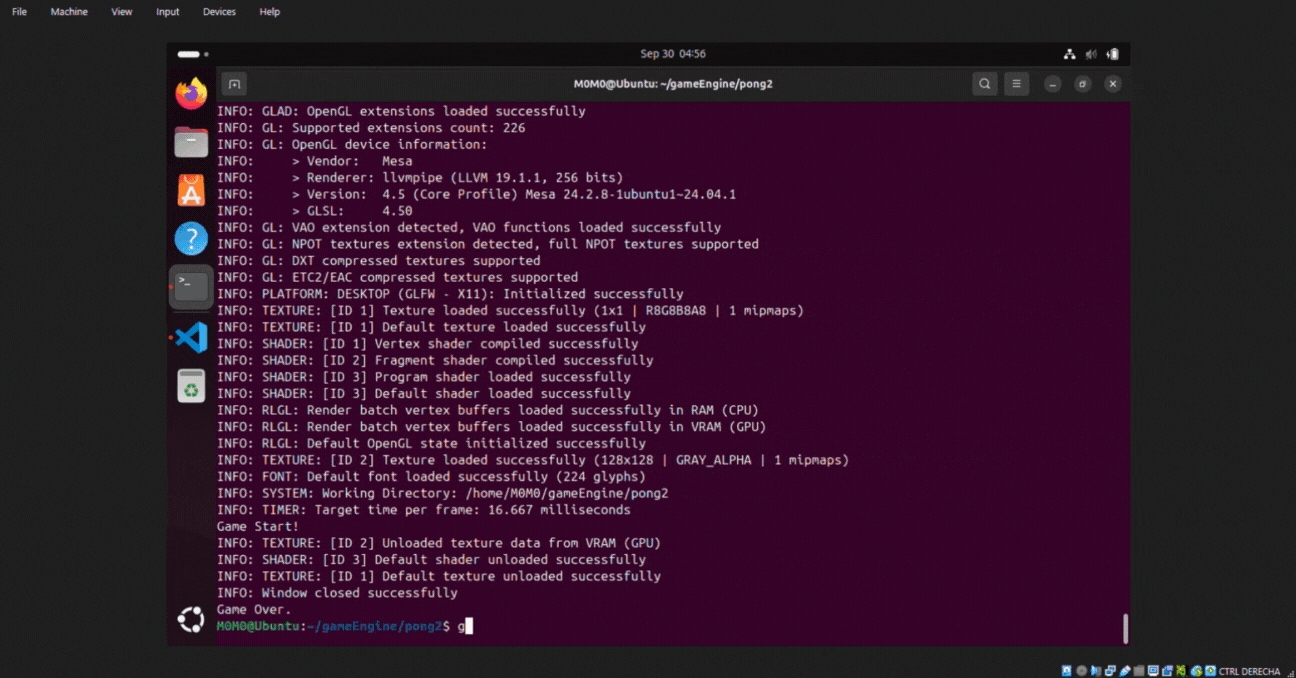 File Machine View Input Devices Help
Sep 30 04:56
M0M0@Ubuntu: ~/gameEngine/pong2
INFO: GLAD: OpenGL extensions loaded successfully
INFO: GL: Supported extensions count: 226
INFO: GL: OpenGL device information:
INFO:     > Vendor:   Mesa
INFO:     > Renderer: llvmpipe (LLVM 19.1.1, 256 bits)
INFO:     > Version:  4.5 (Core Profile) Mesa 24.2.8-1ubuntu1~24.04.1
INFO:     > GLSL:     4.50
INFO: GL: VAO extension detected, VAO functions loaded successfully
INFO: GL: NPOT textures extension detected, full NPOT textures supported
INFO: GL: DXT compressed textures supported
INFO: GL: ETC2/EAC compressed textures supported
INFO: PLATFORM: DESKTOP (GLFW - X11): Initialized successfully
INFO: TEXTURE: [ID 1] Texture loaded successfully (1x1 | R8G8B8A8 | 1 mipmaps)
INFO: TEXTURE: [ID 1] Default texture loaded successfully
INFO: SHADER: [ID 1] Vertex shader compiled successfully
INFO: SHADER: [ID 2] Fragment shader compiled successfully
INFO: SHADER: [ID 3] Program shader loaded successfully
INFO: SHADER: [ID 3] Default shader loaded successfully
INFO: RLGL: Render batch vertex buffers loaded successfully in RAM (CPU)
INFO: RLGL: Render batch vertex buffers loaded successfully in VRAM (GPU)
INFO: RLGL: Default OpenGL state initialized successfully
INFO: TEXTURE: [ID 2] Texture loaded successfully (128x128 | GRAY_ALPHA | 1 mipmaps)
INFO: FONT: Default font loaded successfully (224 glyphs)
INFO: SYSTEM: Working Directory: /home/M0M0/gameEngine/pong2
INFO: TIMER: Target time per frame: 16.667 milliseconds
Game Start!
INFO: TEXTURE: [ID 2] Unloaded texture data from VRAM (GPU)
INFO: SHADER: [ID 3] Default shader unloaded successfully
INFO: TEXTURE: [ID 1] Default texture unloaded successfully
INFO: Window closed successfully
Game Over.
M0M0@Ubuntu:~/gameEngine/pong2$ g
CTRL DERECHA